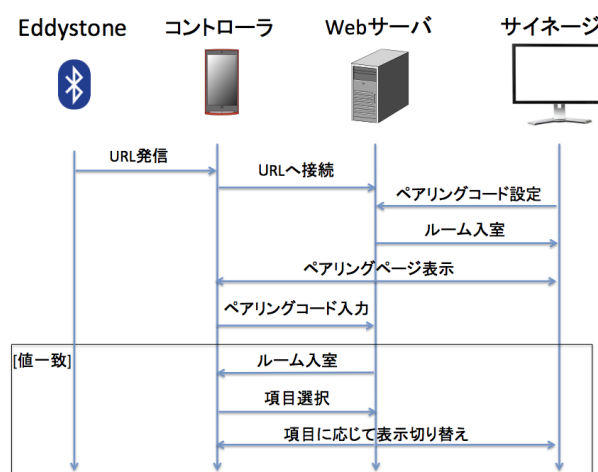 Eddystone
コントローラ
Webサーバ
サイネージ
URL発信
URLへ接続
ペアリングコード設定
ルーム入室
ペアリングページ表示
ペアリングコード入力
[値一致]
ルーム入室
項目選択
項目に応じて表示切り替え